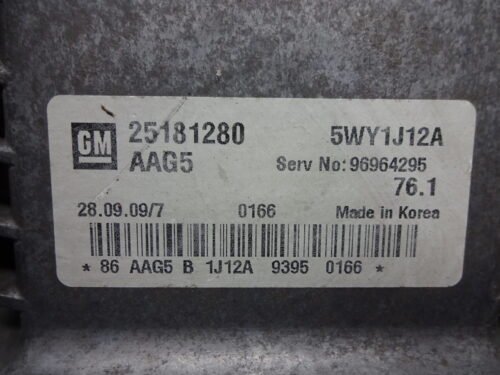 GM 25181280 5WY1J12A
AAG5 Serv No: 96964295
76.1
28.09.09/7 0166 Made in Korea
* 86 AAG5 B 1J12A 9395 0166 *